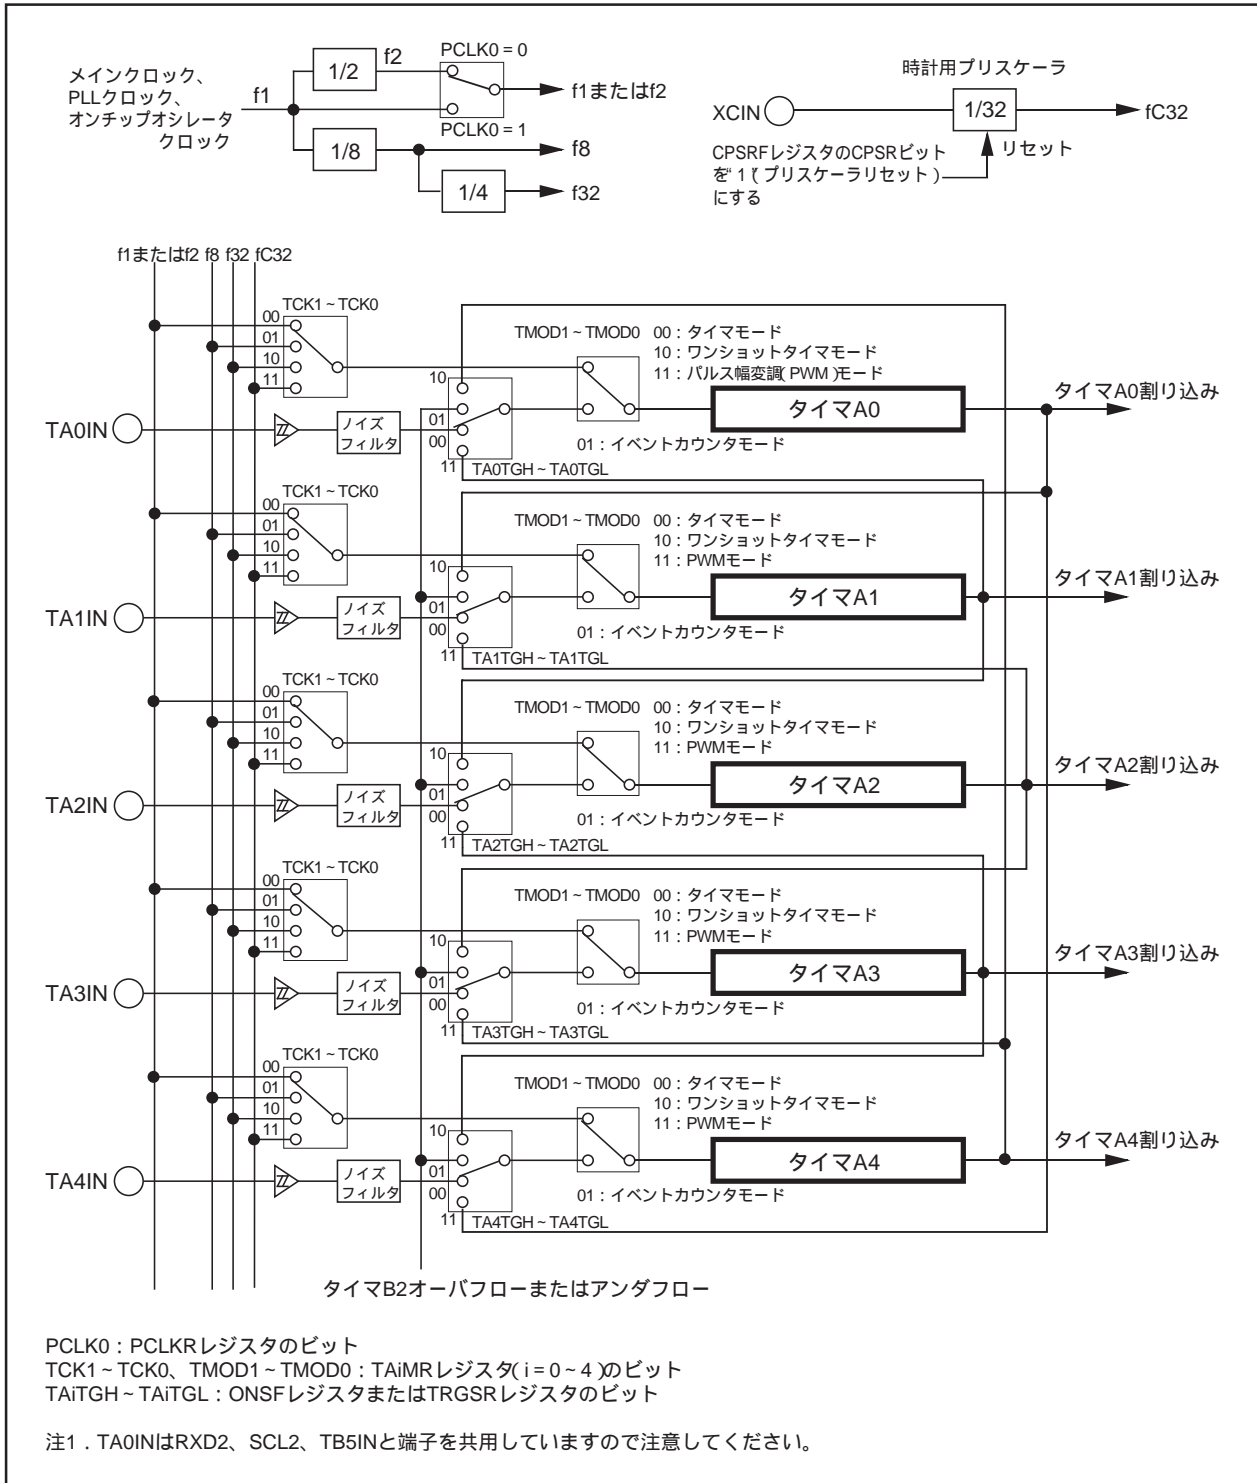 メインクロック、
PLLクロック、
オンチップオシレータ
クロック
f1
1/2
f2
PCLK0 = 0
PCLK0 = 1
f1またはf2
1/8
f8
1/4
f32
時計用プリスケーラ
XCIN
1/32
fC32
リセット
CPSRFレジスタのCPSRビット
を“1”(プリスケーラリセット)
にする
f1またはf2 f8 f32 fC32
TCK1~TCK0
00
01
10
11
TMOD1~TMOD0 00:タイマモード
10:ワンショットタイマモード
11:パルス幅変調(PWM)モード
タイマA0
タイマA0割り込み
01:イベントカウンタモード
TA0IN
ノイズ
フィルタ
10
01
00
11
TA0TGH~TA0TGL
TCK1~TCK0
00
01
10
11
TMOD1~TMOD0 00:タイマモード
10:ワンショットタイマモード
11:PWMモード
タイマA1
タイマA1割り込み
01:イベントカウンタモード
TA1IN
ノイズ
フィルタ
10
01
00
11
TA1TGH~TA1TGL
TCK1~TCK0
00
01
10
11
TMOD1~TMOD0 00:タイマモード
10:ワンショットタイマモード
11:PWMモード
タイマA2
タイマA2割り込み
01:イベントカウンタモード
TA2IN
ノイズ
フィルタ
10
01
00
11
TA2TGH~TA2TGL
TCK1~TCK0
00
01
10
11
TMOD1~TMOD0 00:タイマモード
10:ワンショットタイマモード
11:PWMモード
タイマA3
タイマA3割り込み
01:イベントカウンタモード
TA3IN
ノイズ
フィルタ
10
01
00
11
TA3TGH~TA3TGL
TCK1~TCK0
00
01
10
11
TMOD1~TMOD0 00:タイマモード
10:ワンショットタイマモード
11:PWMモード
タイマA4
タイマA4割り込み
01:イベントカウンタモード
TA4IN
ノイズ
フィルタ
10
01
00
11
TA4TGH~TA4TGL
タイマB2オーバフローまたはアンダフロー
PCLK0:PCLKRレジスタのビット
TCK1~TCK0、TMOD1~TMOD0:TAiMRレジスタ(i=0~4)のビット
TAiTGH~TAiTGL:ONSFレジスタまたはTRGSRレジスタのビット
注1.TA0INはRXD2、SCL2、TB5INと端子を共用していますので注意してください。